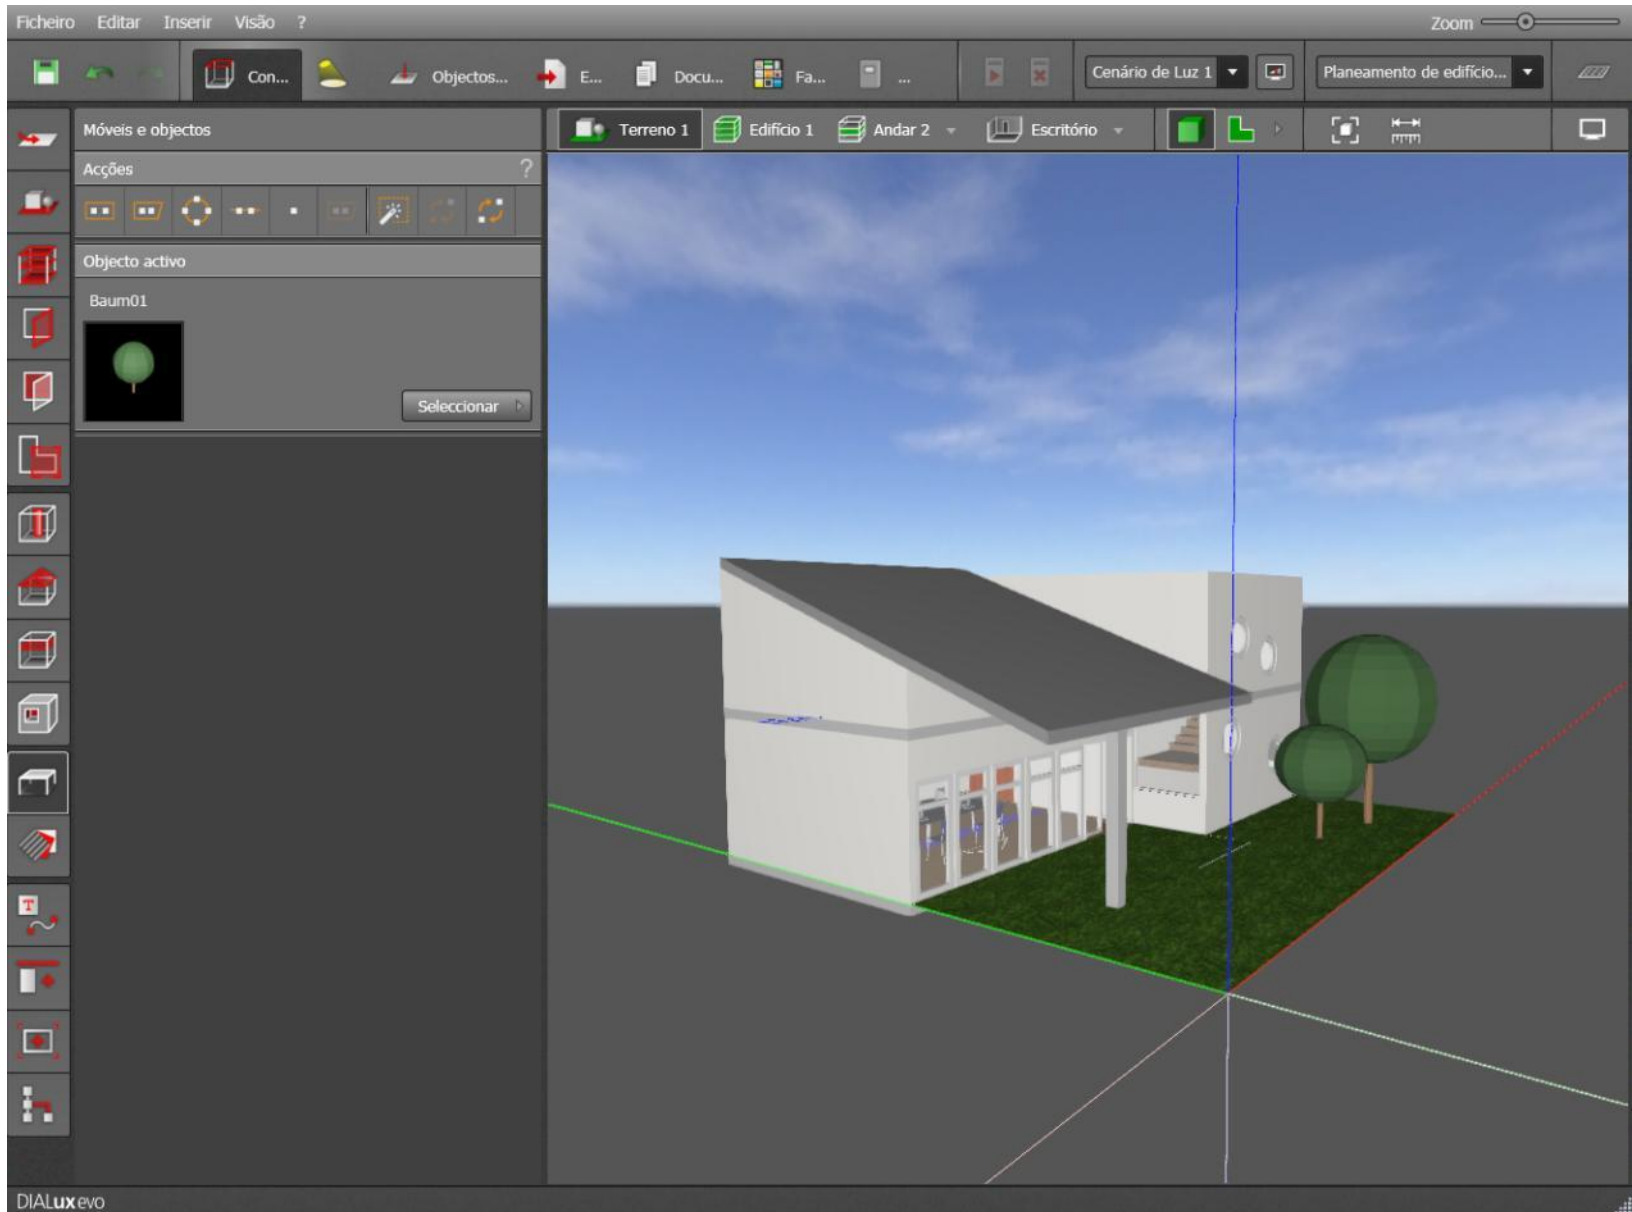 Ficheiro Editar Inserir Visão ? Zoom
Con... Objectos... E... Docu... Fa... ... Cenário de Luz 1 Planeamento de edifício...
Móveis e objectos
Terreno 1 Edifício 1 Andar 2 Escritório
Acções ?
Objecto activo
Baum01
Seleccionar
T
DIALux evo